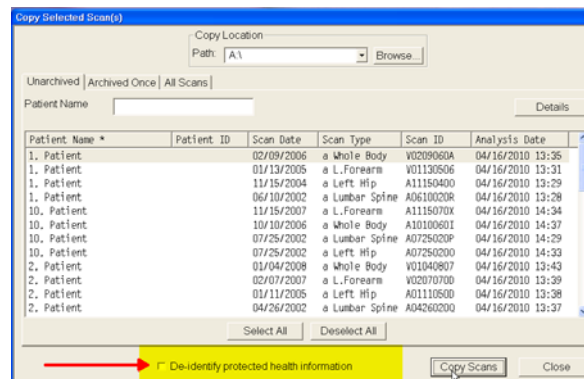 Copy Selected Scan(s)
Copy Location
Path: A:\ Browse...
Unarchived Archived Once All Scans
Patient Name Details
Patient Name * Patient ID Scan Date Scan Type Scan ID Analysis Date
1. Patient 02/09/2006 a Whole Body V0209060A 04/16/2010 13:35
1. Patient 01/13/2005 a L.Forearm V01130506 04/16/2010 13:31
1. Patient 11/15/2004 a Left Hip A11150400 04/16/2010 13:29
1. Patient 06/10/2002 a Lumbar Spine A0610020R 04/16/2010 13:28
10. Patient 11/15/2007 a L.Forearm A1115070X 04/16/2010 14:34
10. Patient 10/10/2006 a Whole Body A1010060I 04/16/2010 14:37
10. Patient 07/25/2002 a Lumbar Spine A0725020P 04/16/2010 14:29
10. Patient 07/25/2002 a Left Hip A07250200 04/16/2010 14:33
2. Patient 01/04/2008 a Whole Body V01040807 04/16/2010 13:43
2. Patient 02/07/2007 a L.Forearm V0207070D 04/16/2010 13:39
2. Patient 01/11/2005 a Left Hip A0111050D 04/16/2010 13:38
2. Patient 04/26/2002 a Lumbar Spine A0426020Q 04/16/2010 13:37
Select All Deselect All
De-identify protected health information Copy Scans Close